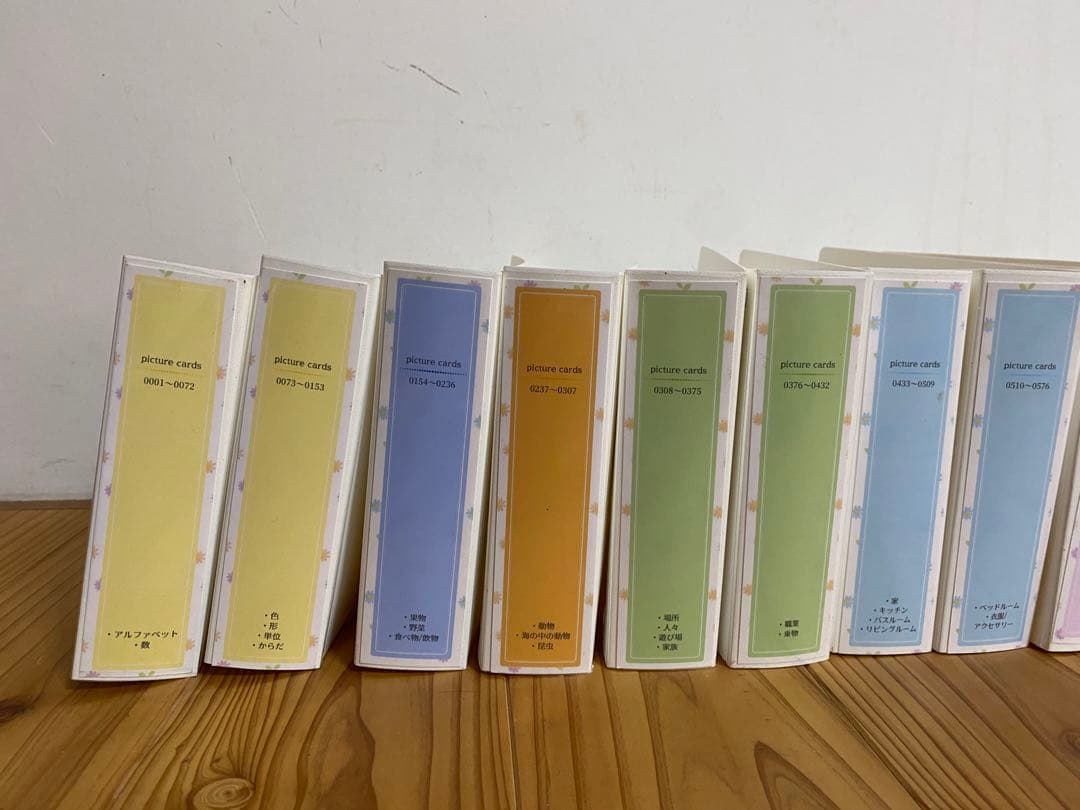 picture cards
0001～0072
・アルファベット
・数
picture cards
0073～0153
・色
・形
・単位
・からだ
picture cards
0154～0236
・果物
・野菜
・食べ物/飲物
picture cards
0237～0307
・動物
・海の中の動物
・昆虫
picture cards
0308～0375
・場所
・人々
・遊び場
・家族
picture cards
0376～0432
・職業
・乗物
picture cards
0433～0509
・家
・キッチン
・バスルーム
・リビングルーム
picture cards
0510～0576
・ベッドルーム
・衣服/
アクセサリー